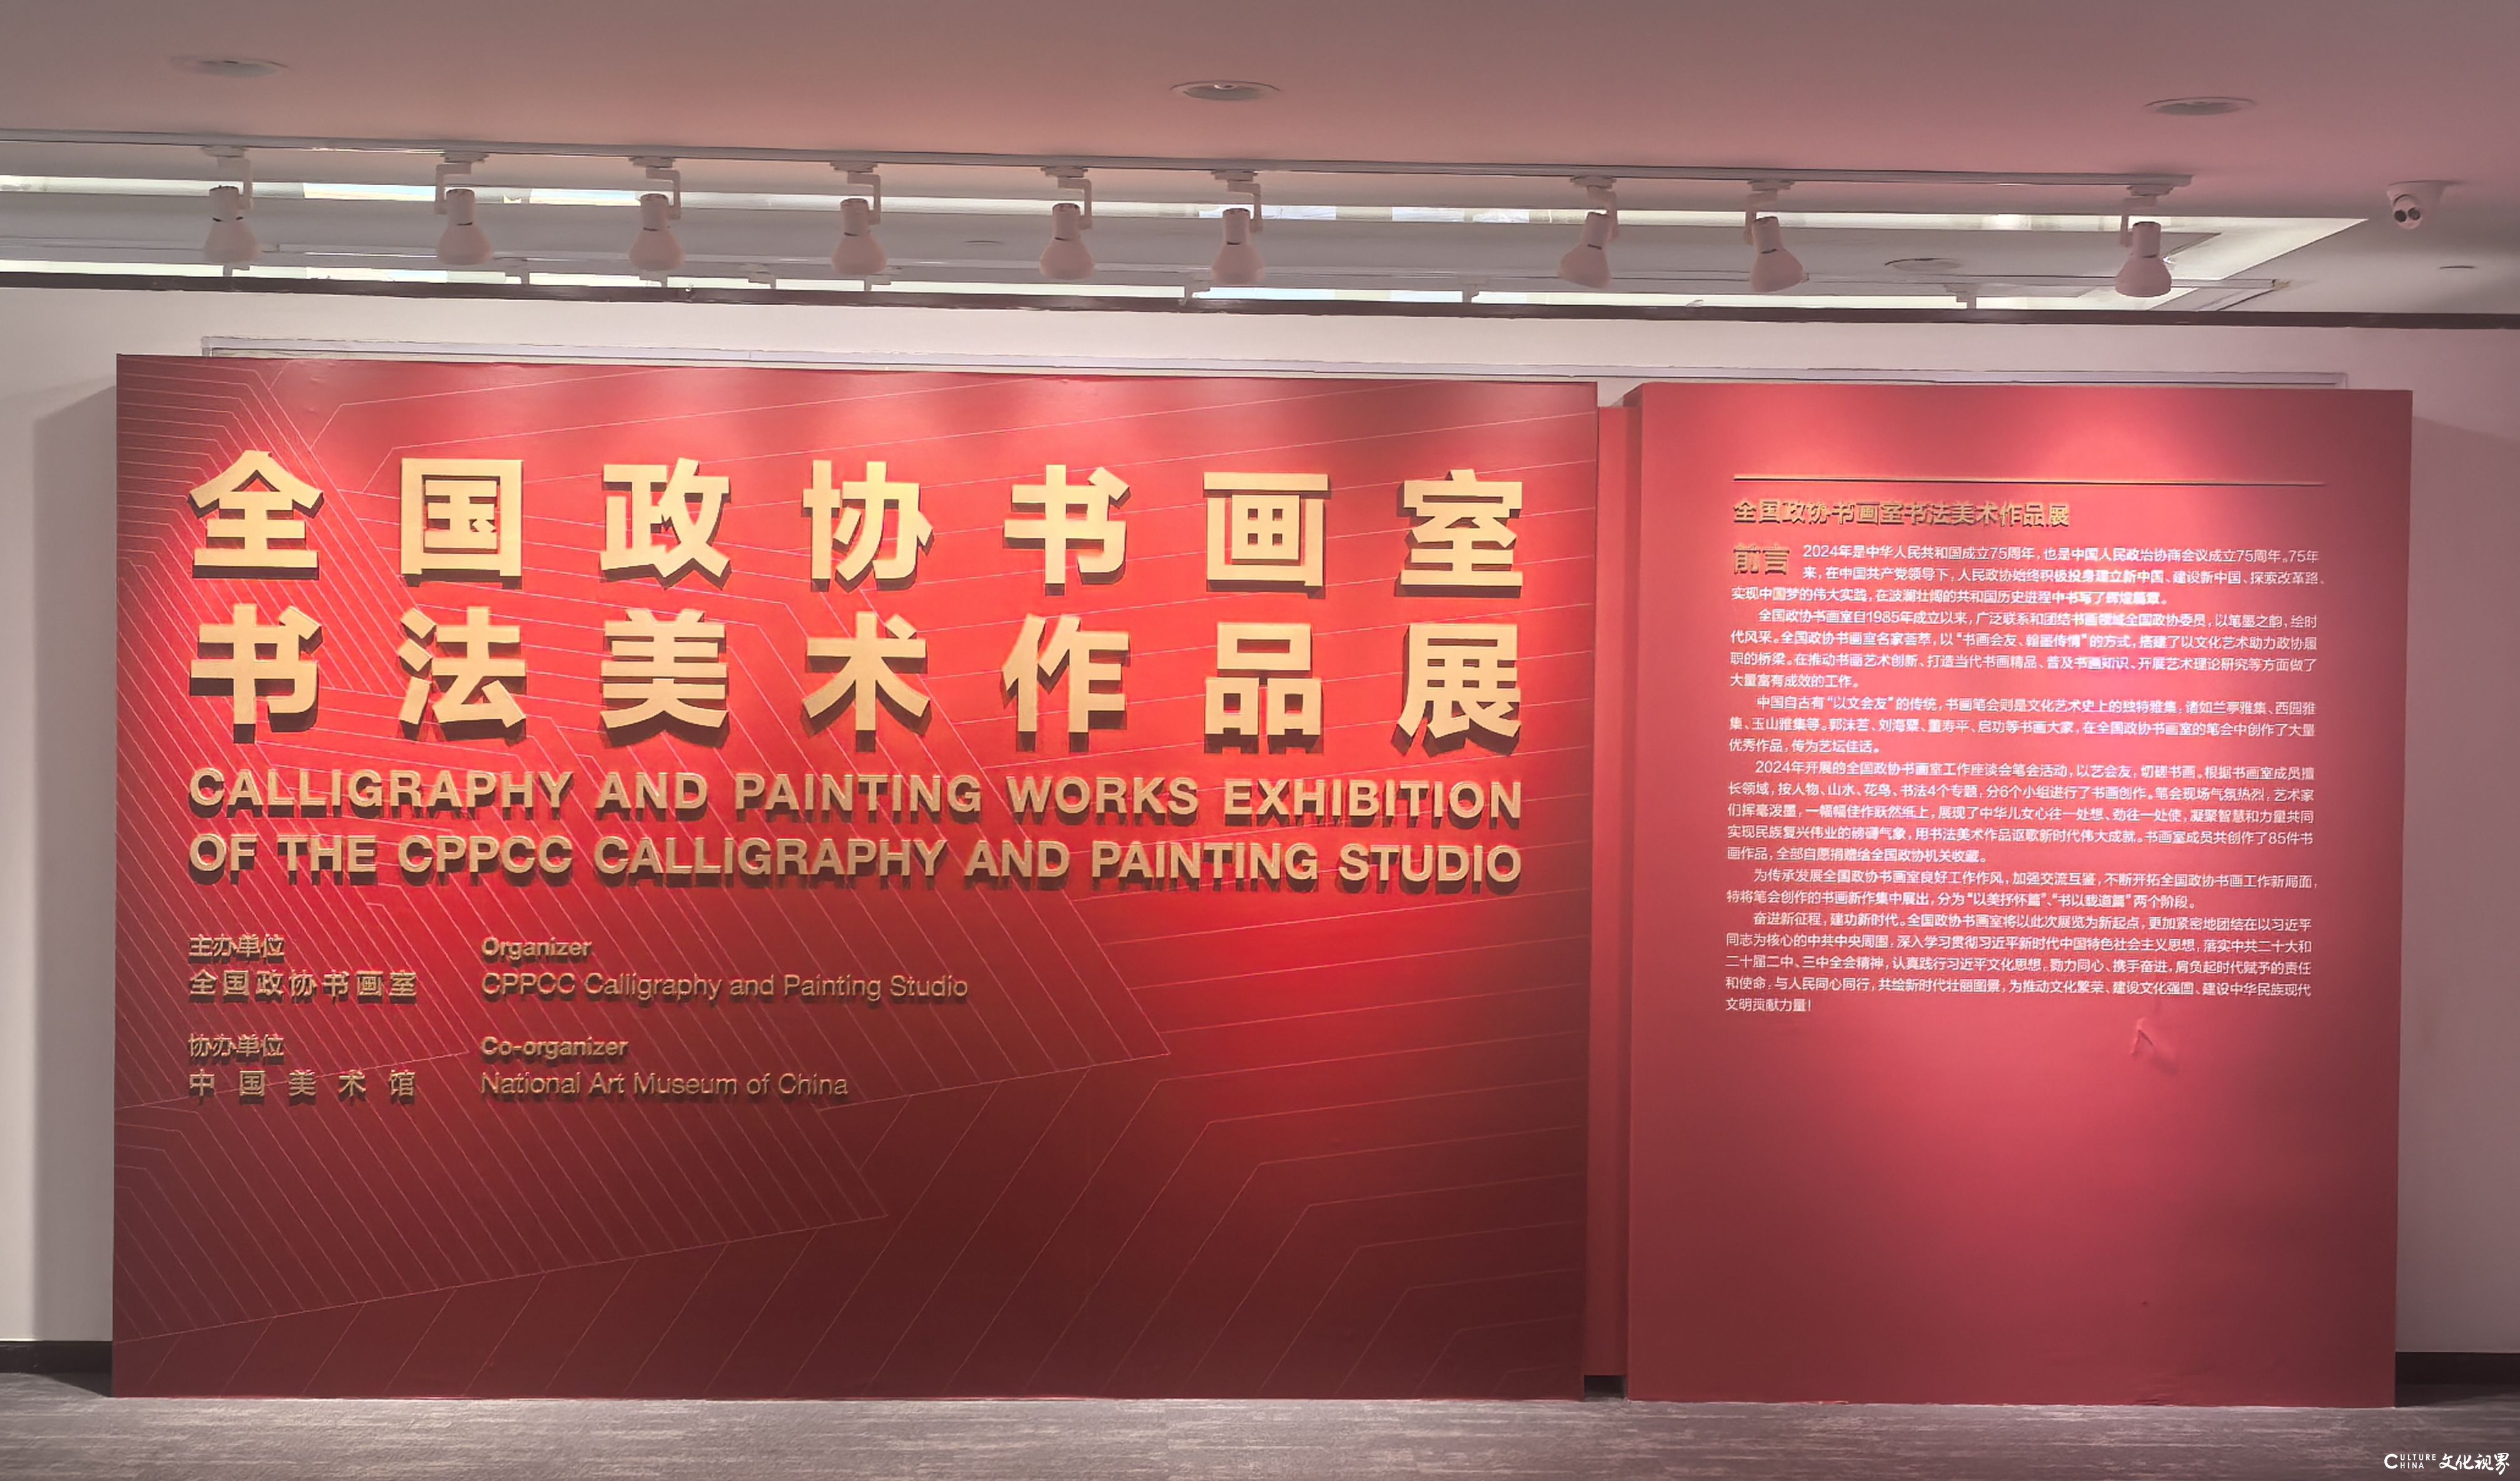 全国政协书画室
书法美术作品展
CALLIGRAPHY AND PAINTING WORKS EXHIBITION
OF THE CPPCC CALLIGRAPHY AND PAINTING STUDIO
主办单位 Organizer
全国政协书画室 CPPCC Calligraphy and Painting Studio
协办单位 Co-organizer
中国美术馆 National Art Museum of China
全国政协书画室书法美术作品展
前言 2024年是中华人民共和国成立75周年，也是中国人民政治协商会议成立75周年。75年
来，在中国共产党领导下，人民政协始终积极投身建立新中国、建设新中国、探索改革路、
实现中国梦的伟大实践，在波澜壮阔的共和国历史进程中书写了辉煌篇章。
全国政协书画室自1985年成立以来，广泛联系和团结书画领域全国政协委员，以笔墨之韵，绘时
代风采。全国政协书画室名家荟萃，以“书画会友、翰墨传情”的方式，搭建了以文化艺术助力政协履
职的桥梁。在推动书画艺术创新、打造当代书画精品、普及书画知识、开展艺术理论研究等方面做了
大量富有成效的工作。
中国自古有“以文会友”的传统，书画笔会则是文化艺术史上的独特雅集，诸如兰亭雅集、西园雅
集、玉山雅集等。郭沫若、刘海粟、董寿平、启功等书画大家，在全国政协书画室的笔会中创作了大量
优秀作品，传为艺坛佳话。
2024年开展的全国政协书画室工作座谈会笔会活动，以艺会友，切磋书画。根据书画室成员擅
长领域，按人物、山水、花鸟、书法4个专题，分6个小组进行了书画创作。笔会现场气氛热烈，艺术家
们挥毫泼墨，一幅幅佳作跃然纸上，展现了中华儿女心往一处想、劲往一处使，凝聚智慧和力量共同
实现民族复兴伟业的磅礴气象，用书法美术作品讴歌新时代伟大成就。书画室成员共创作了85件书
画作品，全部自愿捐赠给全国政协机关收藏。
为传承发展全国政协书画室良好工作作风，加强交流互鉴，不断开拓全国政协书画工作新局面，
特将笔会创作的书画新作集中展出，分为“以美抒怀篇”、“书以载道篇”两个阶段。
奋进新征程，建功新时代。全国政协书画室将以此次展览为新起点，更加紧密地团结在以习近平
同志为核心的中共中央周围，深入学习贯彻习近平新时代中国特色社会主义思想，落实中共二十大和
二十届二中、三中全会精神，认真践行习近平文化思想，勠力同心、携手奋进，肩负起时代赋予的责任
和使命，与人民同心同行，共绘新时代壮丽图景，为推动文化繁荣、建设文化强国、建设中华民族现代
文明贡献力量！
CULTURE CHINA 文化视界